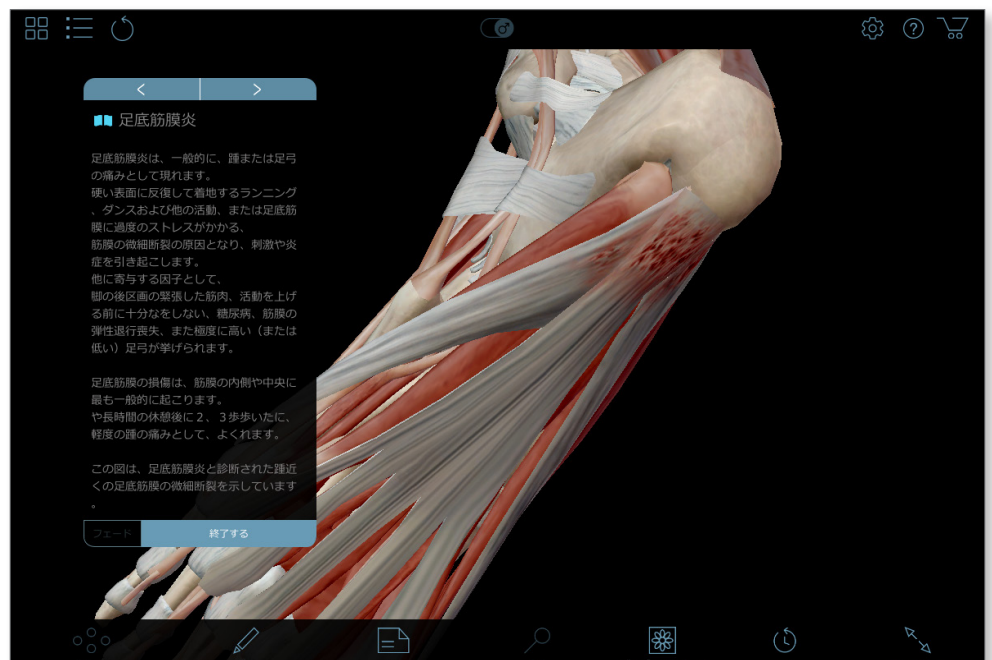 足底筋膜炎
足底筋膜炎は、一般的に、踵または足弓
の痛みとして現れます。
硬い表面に反復して着地するランニング
、ダンスおよび他の活動、または足底筋
膜に過度のストレスがかかる、
筋膜の微細断裂の原因となり、刺激や炎
症を引き起こします。
他に寄与する因子として、
脚の後区画の緊張した筋肉、活動を上げ
る前に十分なをしない、糖尿病、筋膜の
弾性退行喪失、また極度に高い（または
低い）足弓が挙げられます。
足底筋膜の損傷は、筋膜の内側や中央に
最も一般的に起こります。
や長時間の休憩後に２、３歩歩いたに、
軽度の踵の痛みとして、よくれます。
この図は、足底筋膜炎と診断された踵近
くの足底筋膜の微細断裂を示しています
。
フェード
終了する